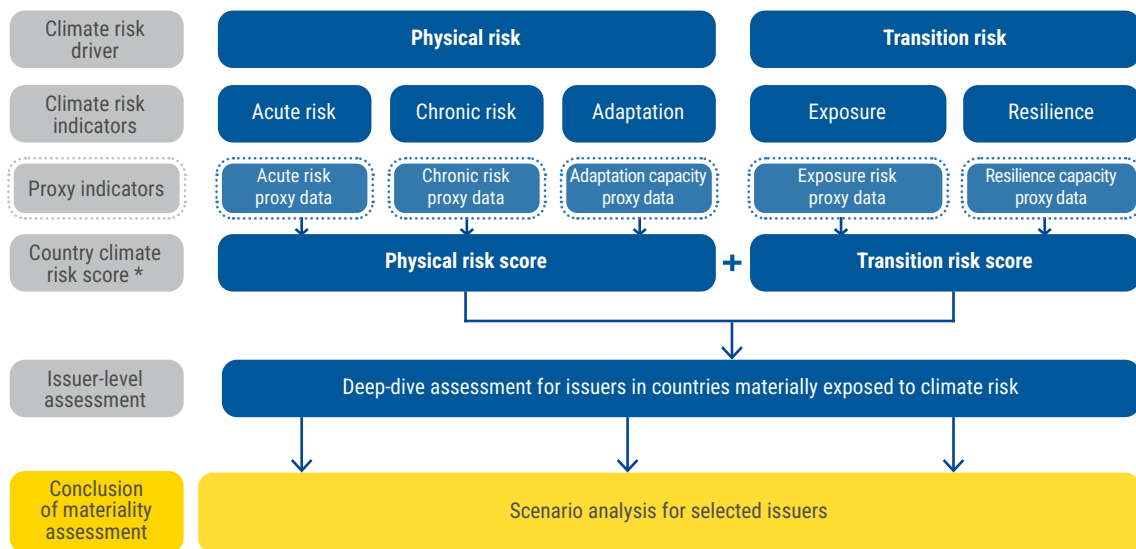 Climate risk
driver
Physical risk
Transition risk
Climate risk
indicators
Acute risk
Chronic risk
Adaptation
Exposure
Resilience
Proxy indicators
Acute risk
proxy data
Chronic risk
proxy data
Adaptation capacity
proxy data
Exposure risk
proxy data
Resilience capacity
proxy data
Country climate
risk score *
Physical risk score
+
Transition risk score
Issuer-level
assessment
Deep-dive assessment for issuers in countries materially exposed to climate risk
Conclusion
of materiality
assessment
Scenario analysis for selected issuers